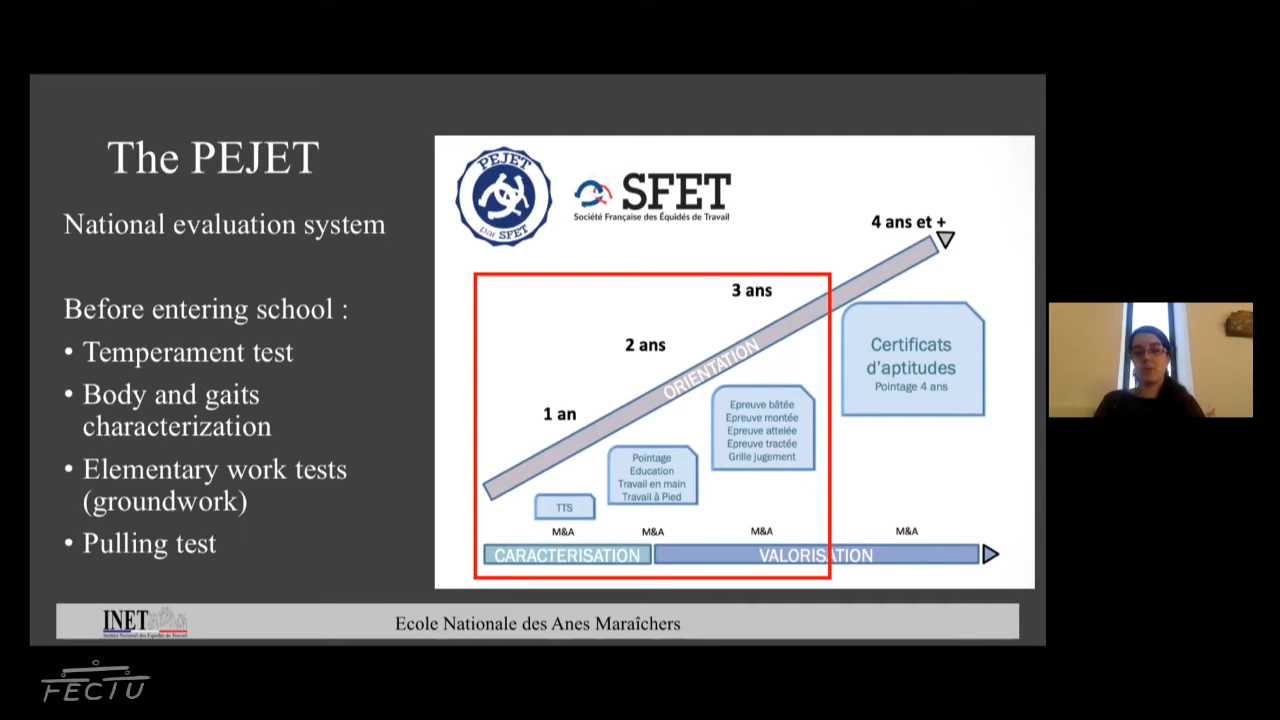 The PEJET
National evaluation system
Before entering school :
• Temperament test
• Body and gaits
characterization
• Elementary work tests
(groundwork)
• Pulling test
PEJET
par SFET
SFET
Société Française des Équidés de Travail
4 ans et +
3 ans
2 ans
1 an
ORIENTATION
Certificats
d'aptitudes
Pointage 4 ans
Epreuve bâtée
Epreuve montée
Epreuve attelée
Epreuve tractée
Grille jugement
Pointage
Education
Travail en main
Travail à Pied
TTS
M&A M&A M&A M&A
CARACTERISATION VALORISATION
INET
Institut National des Équidés de Travail
Ecole Nationale des Anes Maraîchers
FECTU